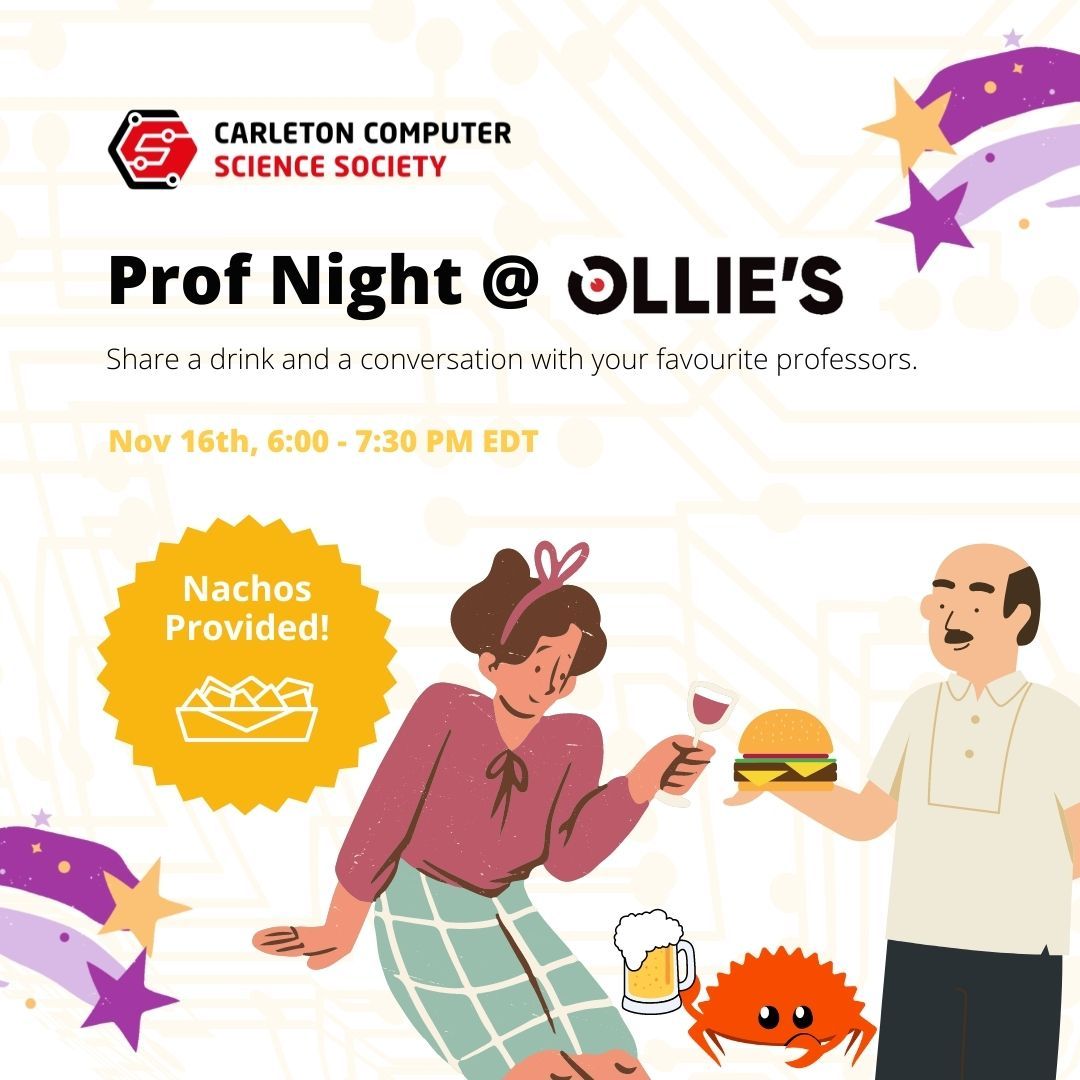 CARLETON COMPUTER
SCIENCE SOCIETY
Prof Night @ OLLIE'S
Share a drink and a conversation with your favourite professors.
Nov 16th, 6:00 - 7:30 PM EDT
Nachos
Provided!